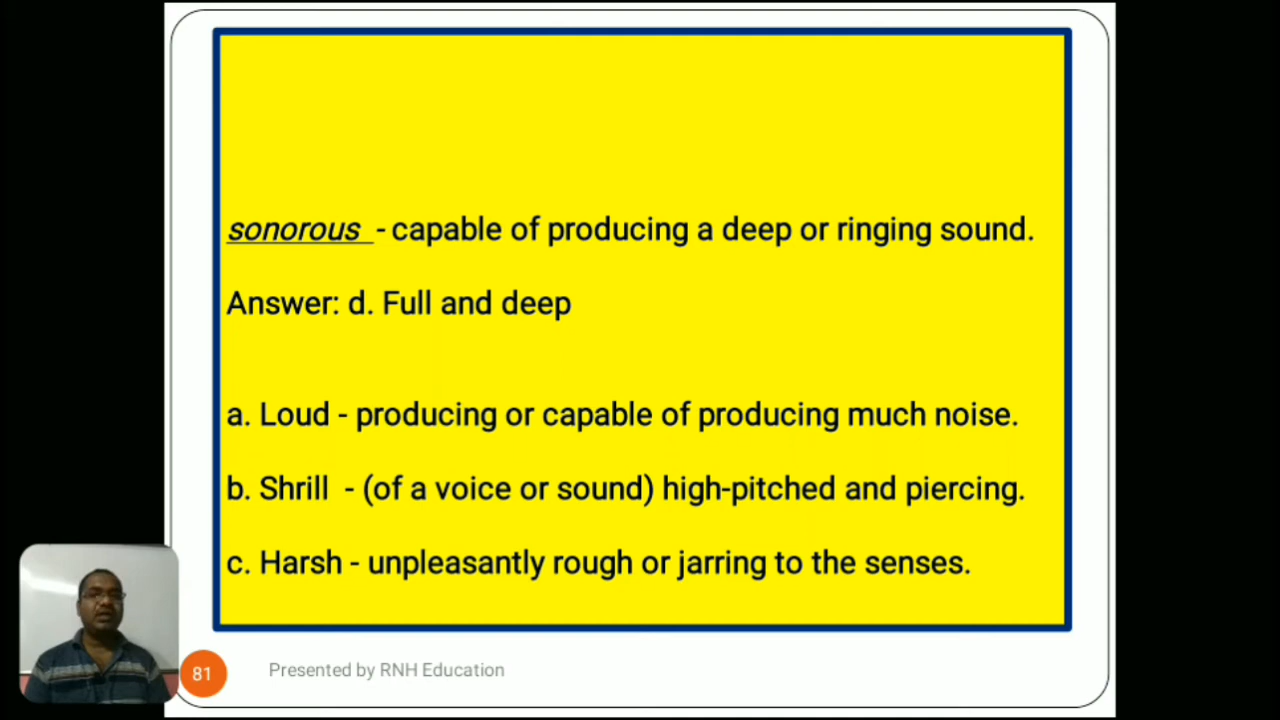 sonorous - capable of producing a deep or ringing sound.
Answer: d. Full and deep
a. Loud - producing or capable of producing much noise.
b. Shrill - (of a voice or sound) high-pitched and piercing.
c. Harsh - unpleasantly rough or jarring to the senses.
81 Presented by RNH Education